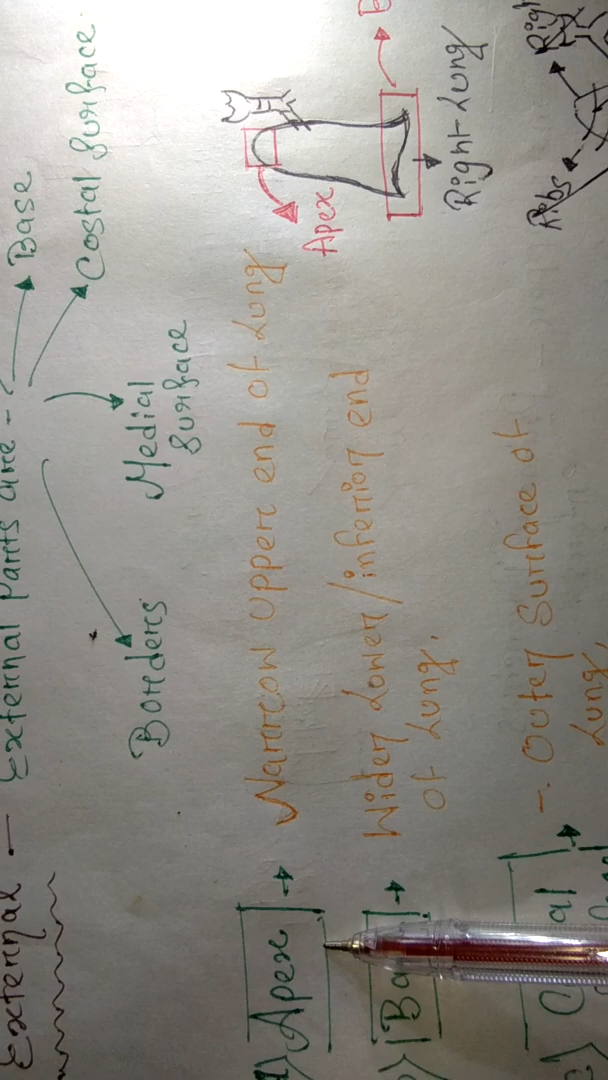 External — External Parts are -
Base
Costal Surface
Medial
Surface
Borders
1) Apex → Narrow upper end of Lung
Apex
Right Lung
Ba → Wider Lower/inferior end
of Lung.
- Outer Surface of
Lung,
Ribs